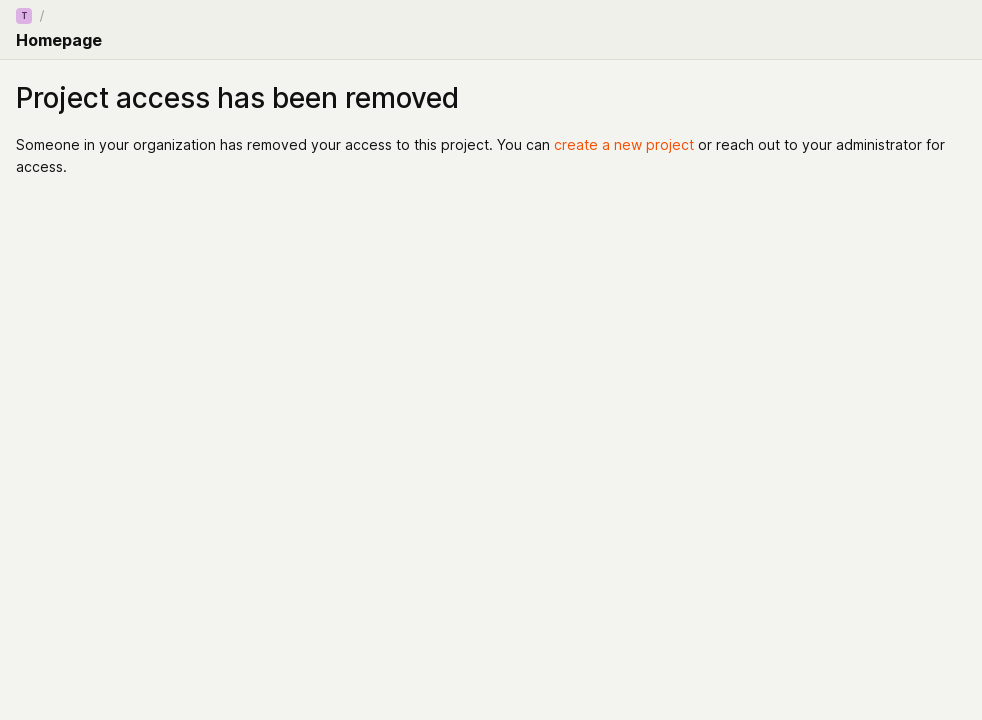 T /
Homepage
Project access has been removed
Someone in your organization has removed your access to this project. You can create a new project or reach out to your administrator for
access.